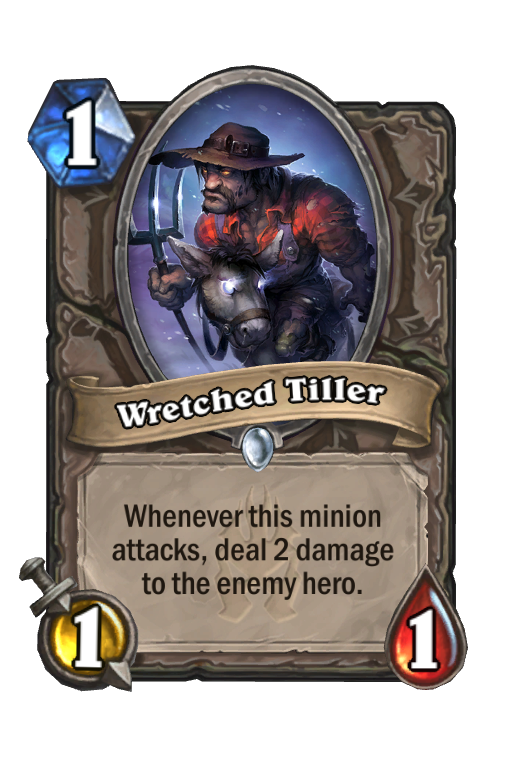 1
Wretched Tiller
Whenever this minion
attacks, deal 2 damage
to the enemy hero.
1
1